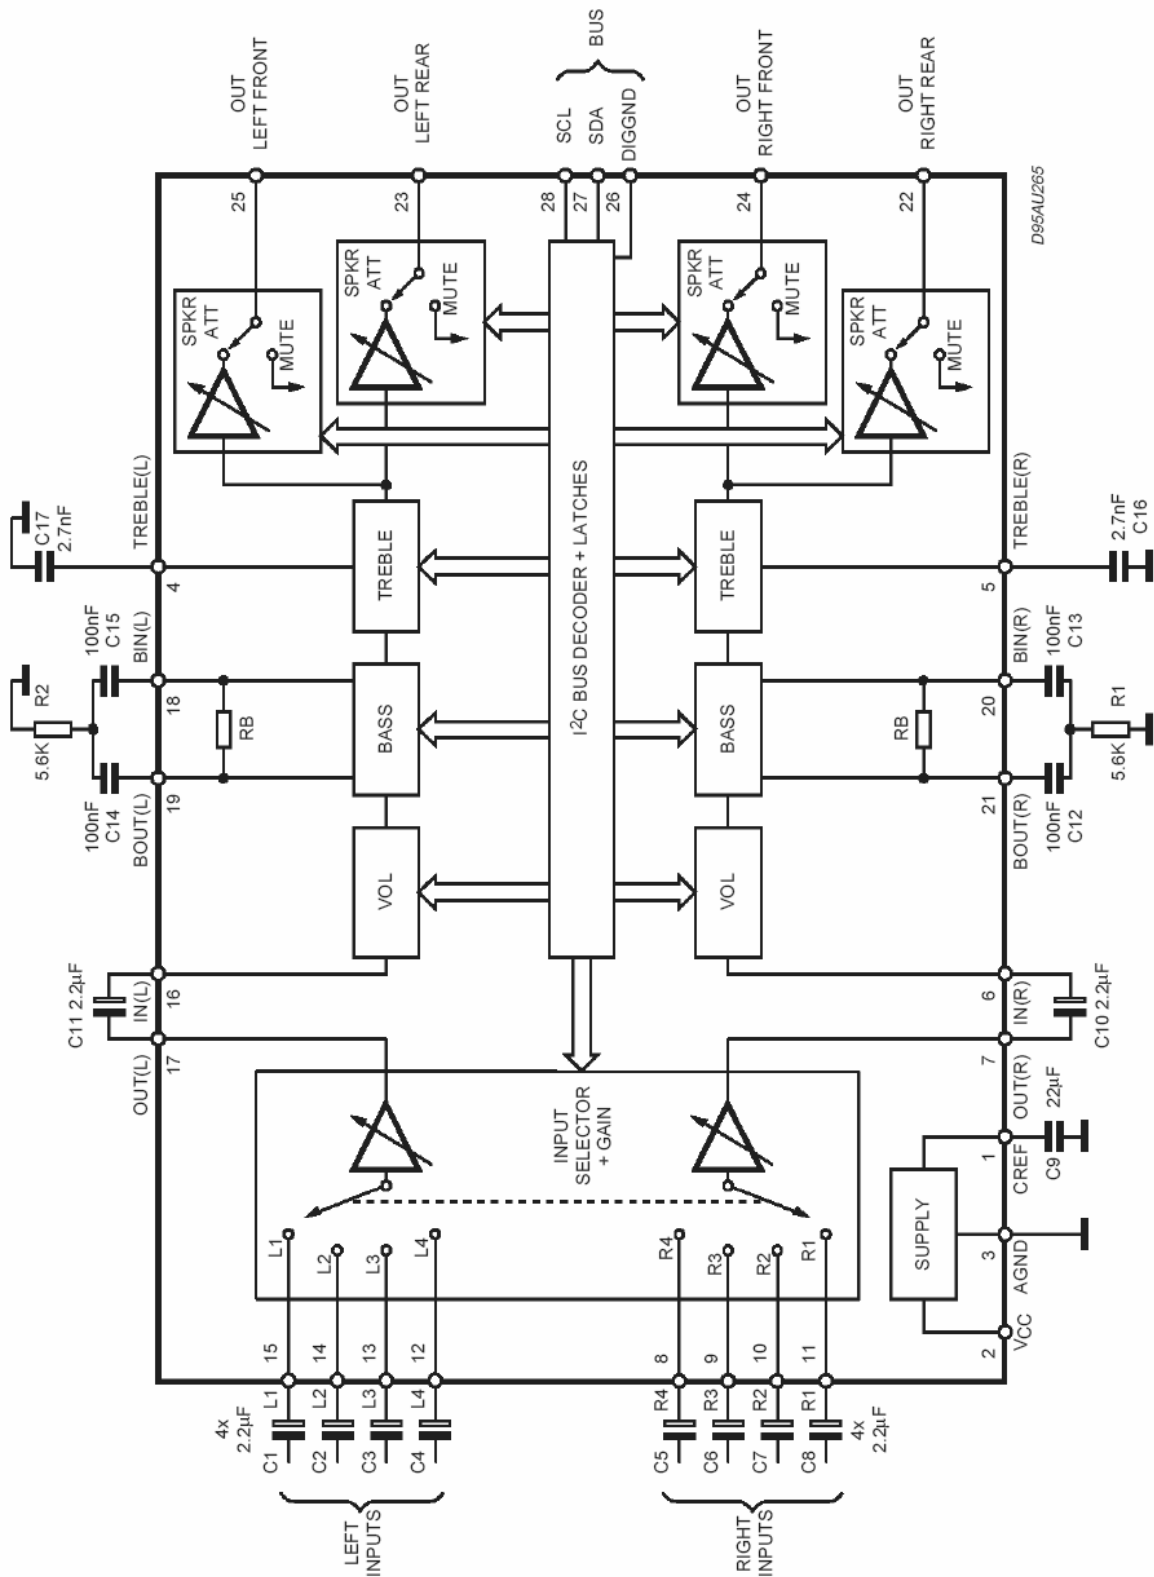 OUT
LEFT FRONT
OUT
LEFT REAR
SCL
SDA
DIGGND
BUS
OUT
RIGHT FRONT
OUT
RIGHT REAR
25
23
28
27
26
24
22
D95AU265
SPKR
ATT
MUTE
SPKR
ATT
MUTE
SPKR
ATT
MUTE
SPKR
ATT
MUTE
C17
2.7nF
TREBLE(L)
4
TREBLE
I²C BUS DECODER + LATCHES
TREBLE
5
TREBLE(R)
2.7nF
C16
R2
5.6K
100nF
C15
BIN(L)
18
100nF
C14
BOUT(L)
19
RB
BASS
BASS
RB
20
BIN(R)
100nF
C13
21
BOUT(R)
100nF
C12
R1
5.6K
VOL
VOL
C11 2.2µF
IN(L)
16
OUT(L)
17
6
IN(R)
7
OUT(R)
C10 2.2µF
INPUT
SELECTOR
+ GAIN
L1
L2
L3
L4
R4
R3
R2
R1
SUPPLY
1
CREF
C9
22µF
3
AGND
2
VCC
15
14
13
12
8
9
10
11
L1
L2
L3
L4
R4
R3
R2
R1
4x
2.2µF
4x
2.2µF
C1
C2
C3
C4
C5
C6
C7
C8
LEFT
INPUTS
RIGHT
INPUTS